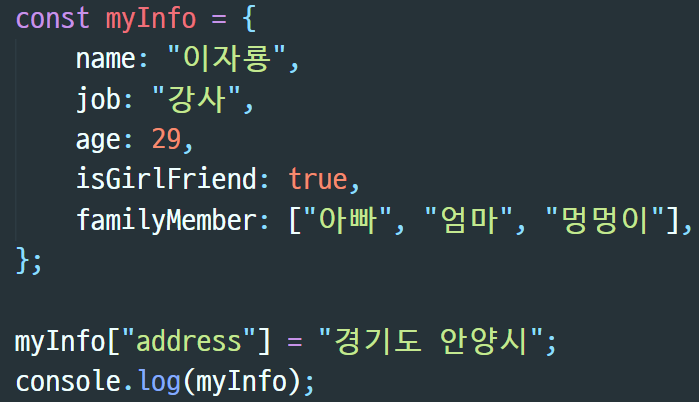 const myInfo = {
    name: "이자룡",
    job: "강사",
    age: 29,
    isGirlFriend: true,
    familyMember: ["아빠", "엄마", "멍멍이"],
};

myInfo["address"] = "경기도 안양시";
console.log(myInfo);